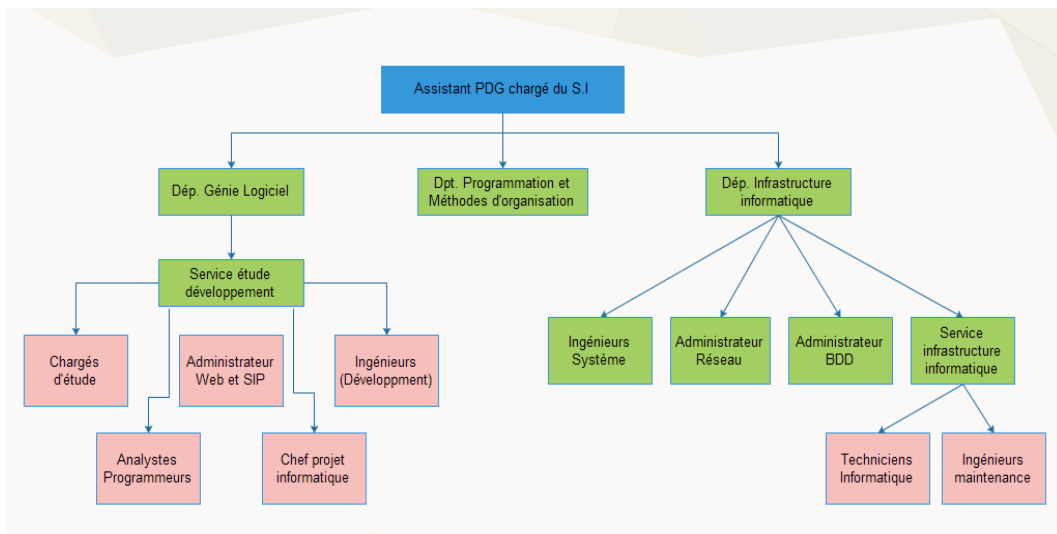 Assistant PDG chargé du S.I
Dép. Génie Logiciel
Dpt. Programmation et
Méthodes d'organisation
Dép. Infrastructure
informatique
Service étude
développement
Chargés
d'étude
Administrateur
Web et SIP
Ingénieurs
(Développment)
Ingénieurs
Système
Administrateur
Réseau
Administrateur
BDD
Service
infrastructure
informatique
Analystes
Programmeurs
Chef projet
informatique
Techniciens
Informatique
Ingénieurs
maintenance